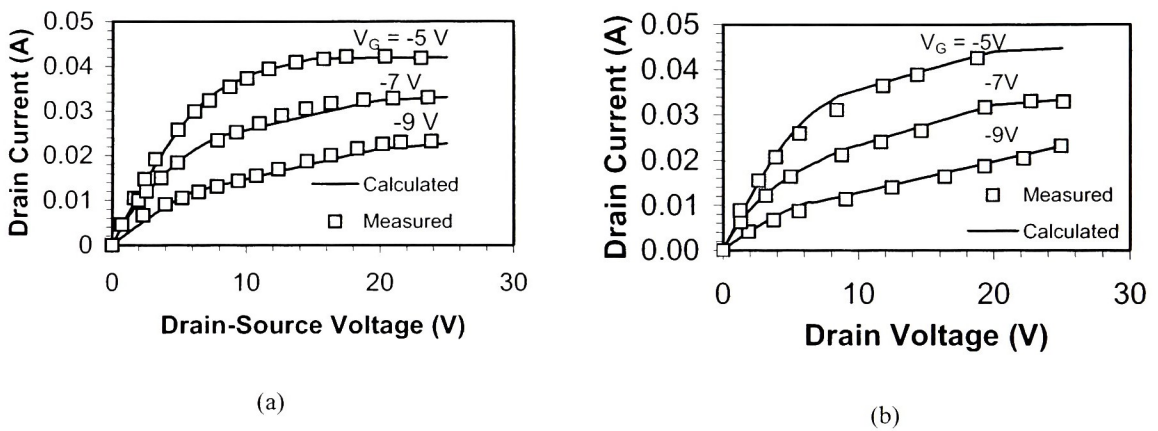 Drain Current (A)
0.05
0.04
0.03
0.02
0.01
0
V_G = -5 V
-7 V
-9 V
Calculated
Measured
0 10 20 30
Drain-Source Voltage (V)
(a)
Drain Current (A)
0.05
0.04
0.03
0.02
0.01
0.00
V_G = -5V
-7V
-9V
Measured
Calculated
0 10 20 30
Drain Voltage (V)
(b)